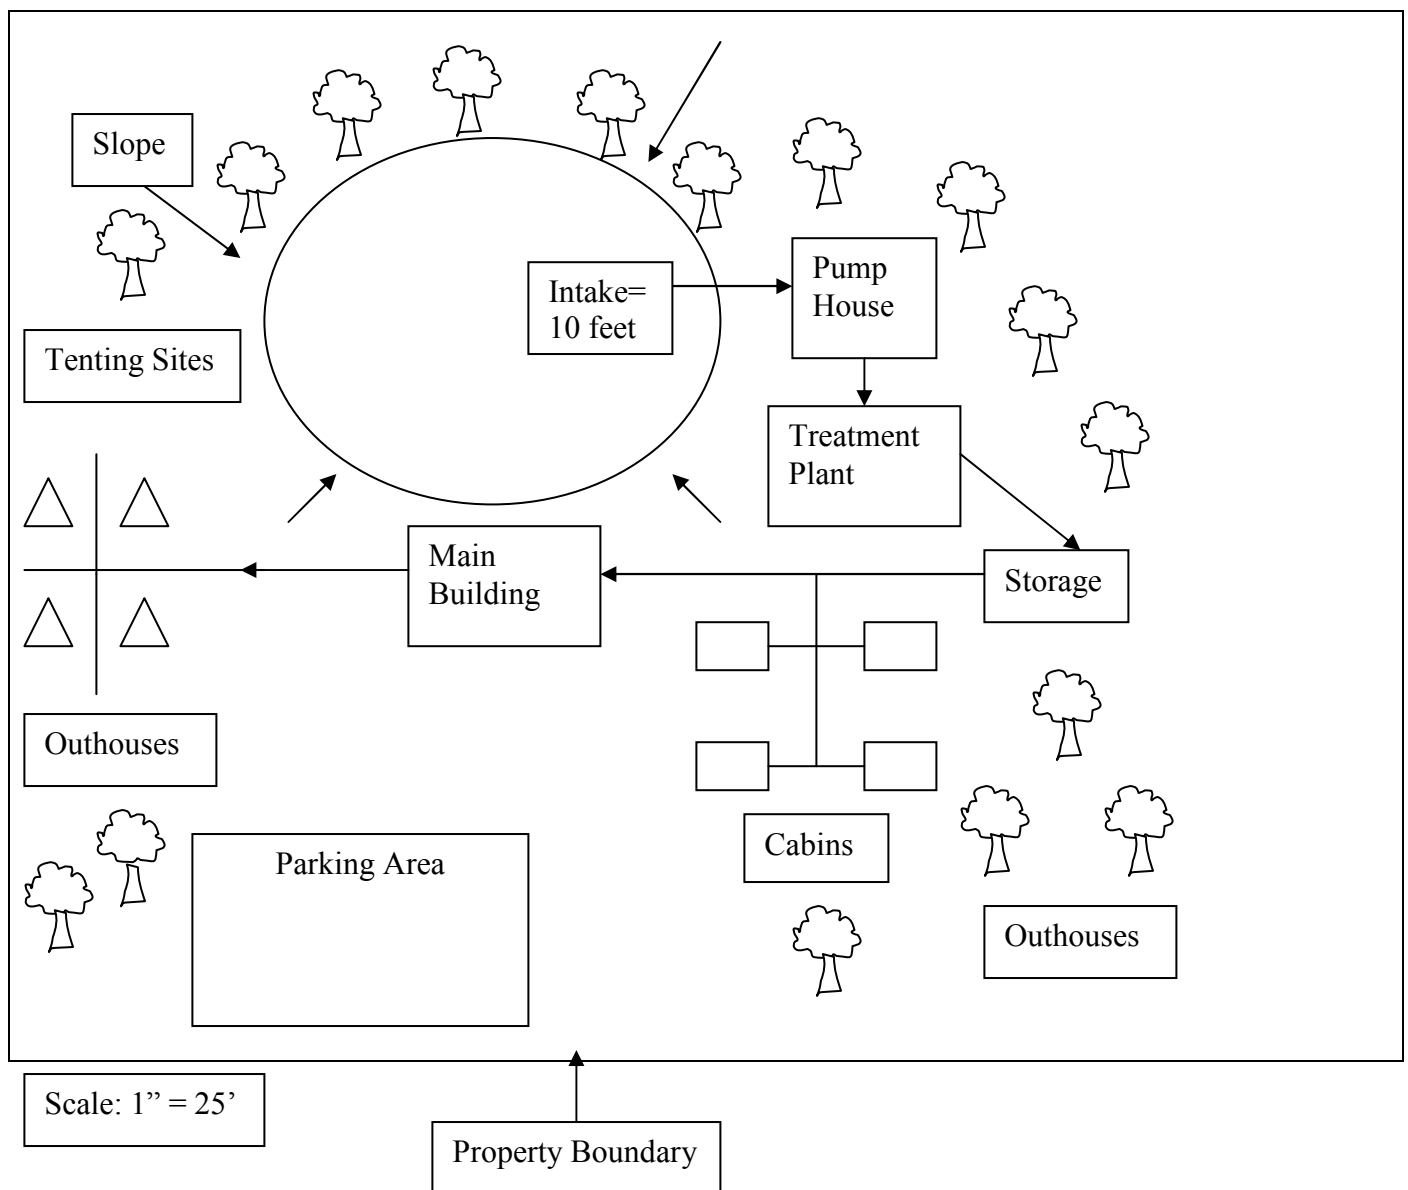 Slope
Pump
House
Intake=
10 feet
Tenting Sites
Treatment
Plant
Main
Building
Storage
Outhouses
Cabins
Parking Area
Outhouses
Scale: 1” = 25’
Property Boundary